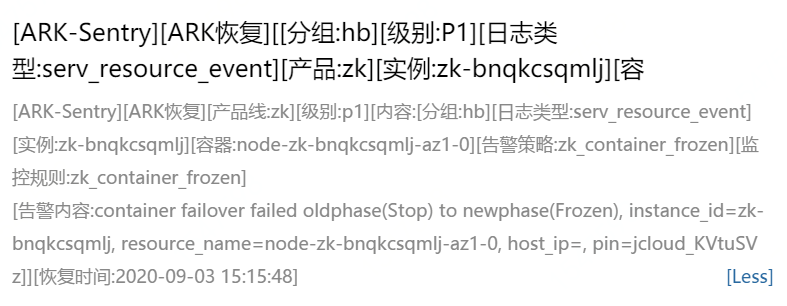 [ARK-Sentry][ARK恢复][[分组:hb][级别:P1][日志类
型:serv_resource_event][产品:zk][实例:zk-bnqkcsqmlj][容
[ARK-Sentry][ARK恢复][产品线:zk][级别:p1][内容:[分组:hb][日志类型:serv_resource_event]
[实例:zk-bnqkcsqmlj][容器:node-zk-bnqkcsqmlj-az1-0][告警策略:zk_container_frozen][监
控规则:zk_container_frozen]
[告警内容:container failover failed oldphase(Stop) to newphase(Frozen), instance_id=zk-
bnqkcsqmlj, resource_name=node-zk-bnqkcsqmlj-az1-0, host_ip=, pin=jcloud_KVtuSV
z]][恢复时间:2020-09-03 15:15:48] [Less]